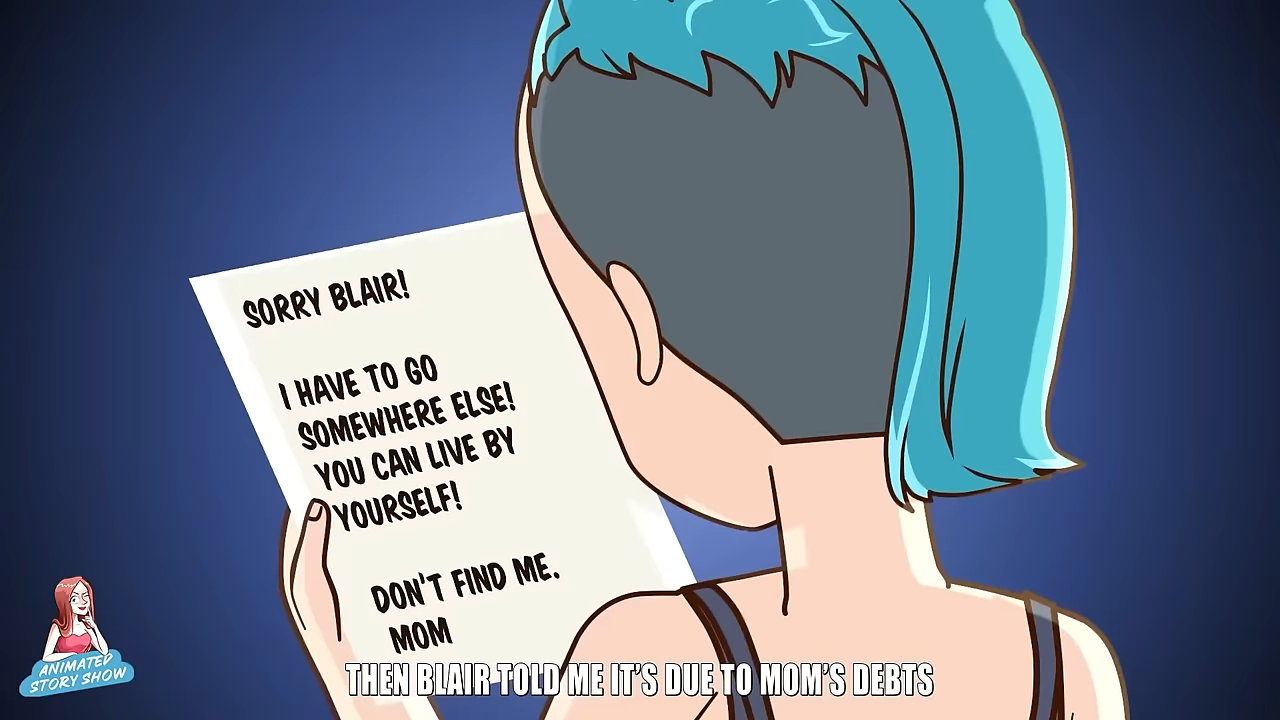 SORRY BLAIR!
I HAVE TO GO
SOMEWHERE ELSE!
YOU CAN LIVE BY
YOURSELF!
DON'T FIND ME.
MOM
THEN BLAIR TOLD ME IT'S DUE TO MOM'S DEBTS
ANIMATED
STORY SHOW